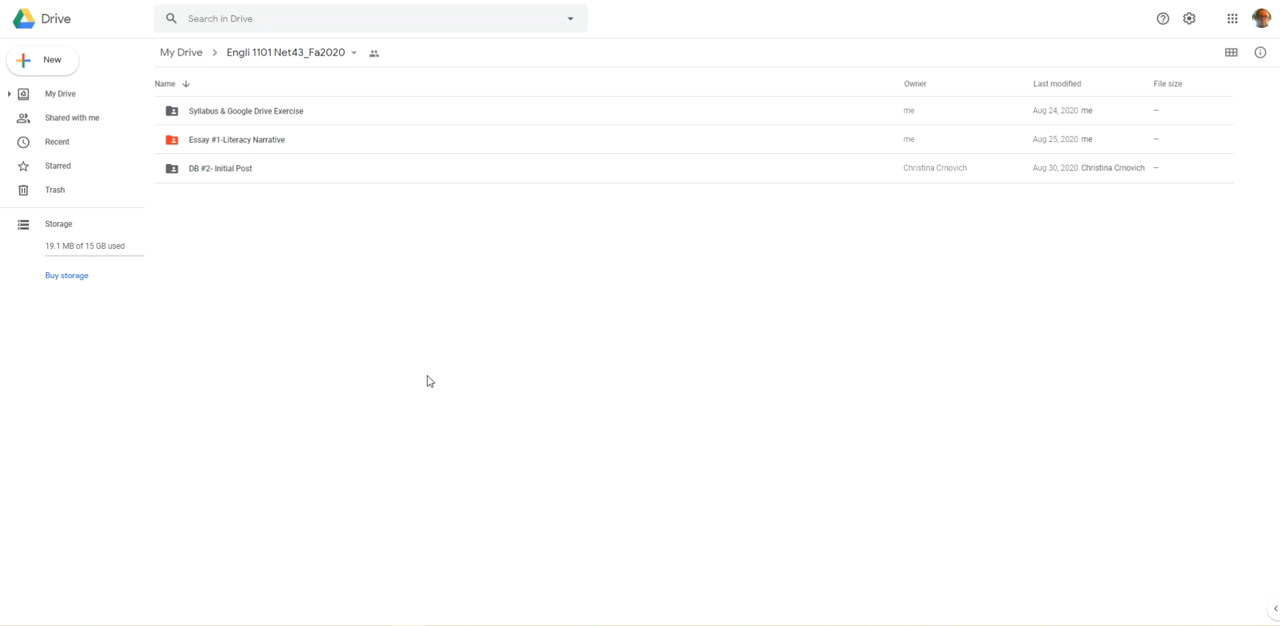 Drive
Search in Drive
New
My Drive > Engli 1101 Net43_Fa2020
Name Owner Last modified File size
My Drive
Shared with me
Recent
Starred
Trash
Storage
19.1 MB of 15 GB used
Buy storage
Syllabus & Google Drive Exercise me Aug 24, 2020 me —
Essay #1-Literacy Narrative me Aug 25, 2020 me —
DB #2- Initial Post Christina Crnovich Aug 30, 2020 Christina Crnovich —